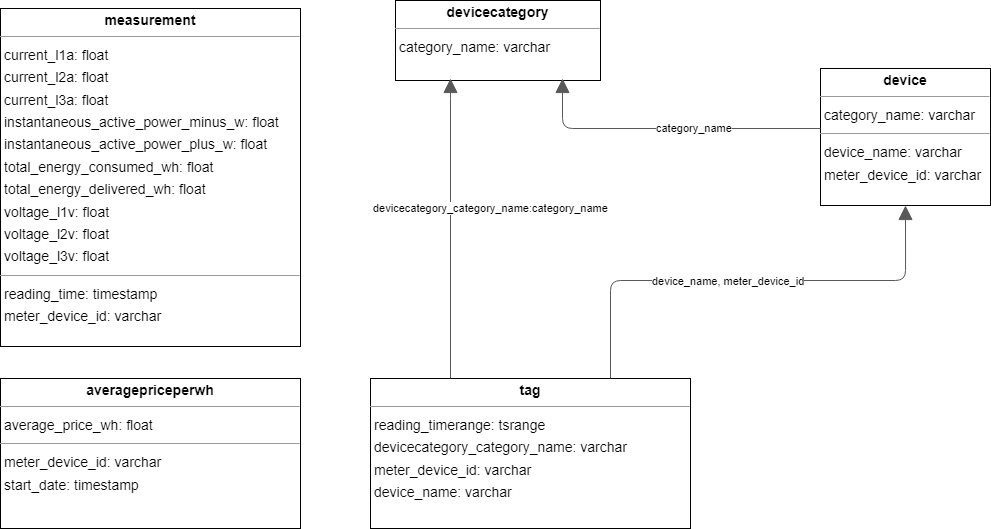 measurement
current_l1a: float
current_l2a: float
current_l3a: float
instantaneous_active_power_minus_w: float
instantaneous_active_power_plus_w: float
total_energy_consumed_wh: float
total_energy_delivered_wh: float
voltage_l1v: float
voltage_l2v: float
voltage_l3v: float
reading_time: timestamp
meter_device_id: varchar
devicecategory
category_name: varchar
device
category_name: varchar
device_name: varchar
meter_device_id: varchar
category_name
devicecategory_category_name:category_name
device_name, meter_device_id
averagepriceperwh
average_price_wh: float
meter_device_id: varchar
start_date: timestamp
tag
reading_timerange: tsrange
devicecategory_category_name: varchar
meter_device_id: varchar
device_name: varchar